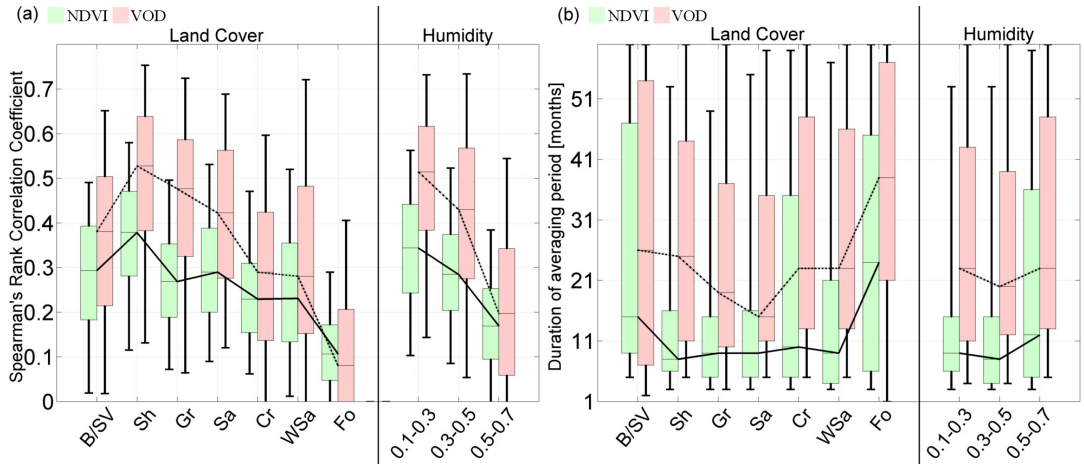 (a) NDVI VOD
Land Cover Humidity
Spearman's Rank Correlation Coefficient
0.7
0.6
0.5
0.4
0.3
0.2
0.1
0
B/SV Sh Gr Sa Cr WSa Fo 0.1-0.3 0.3-0.5 0.5-0.7
(b) NDVI VOD
Land Cover Humidity
Duration of averaging period [months]
51
41
31
21
11
1
B/SV Sh Gr Sa Cr WSa Fo 0.1-0.3 0.3-0.5 0.5-0.7